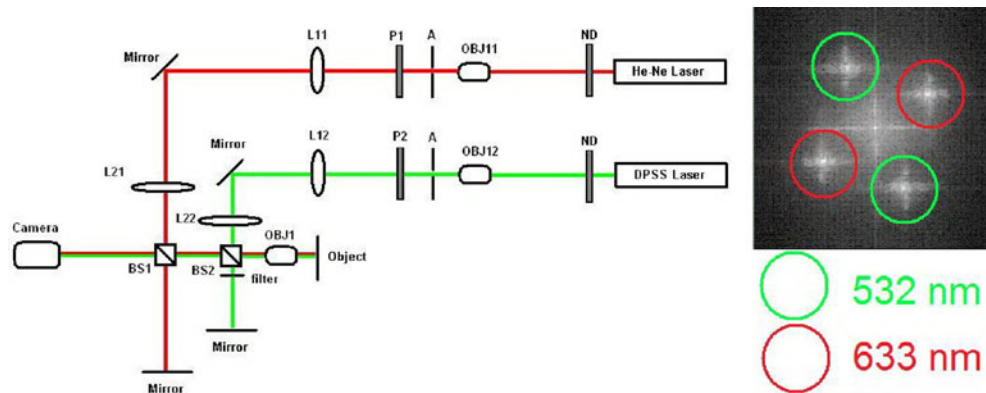 L11
P1
A
OBJ11
ND
Mirror
He-Ne Laser
L12
P2
A
OBJ12
ND
Mirror
DPSS Laser
L21
L22
OBJ1
Camera
BS1
BS2
filter
Object
Mirror
Mirror
532 nm
633 nm